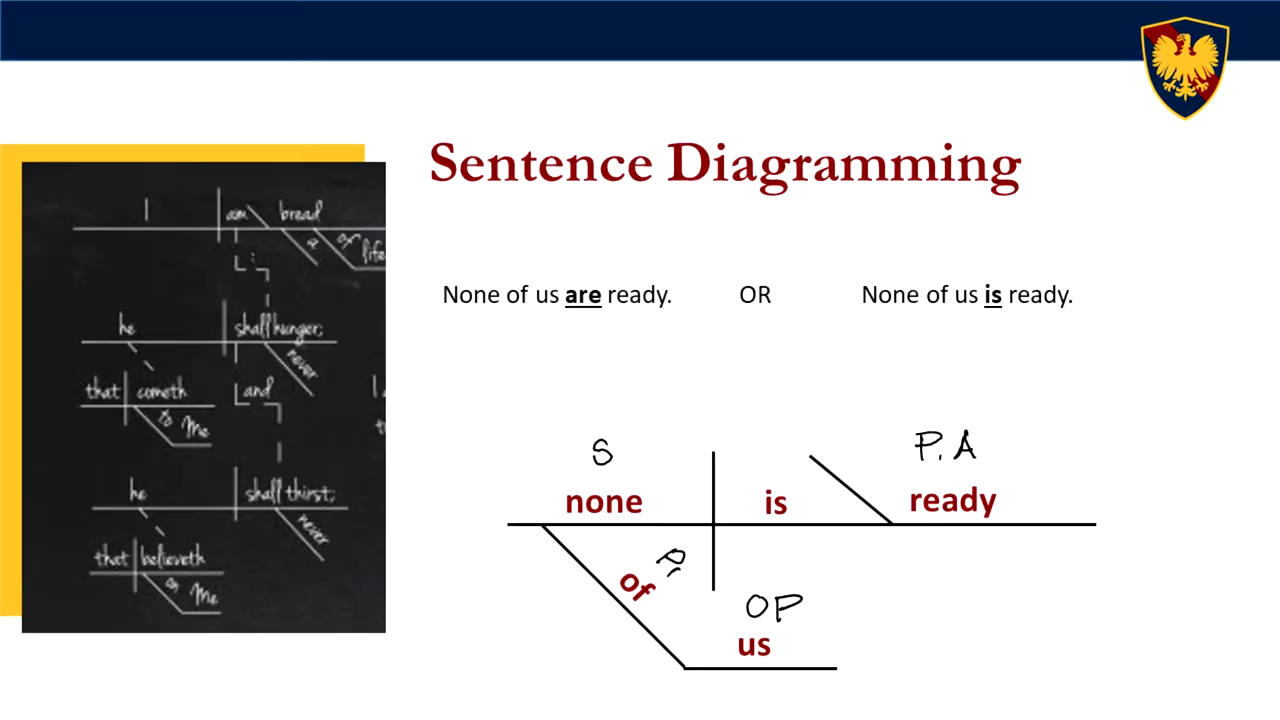 Sentence Diagramming
I am bread
a of life
he shall hunger;
never
that cometh and
to Me
he shall thirst;
never
that believeth
on Me
None of us are ready. OR None of us is ready.
S P.A
none is ready
of P.
OP
us